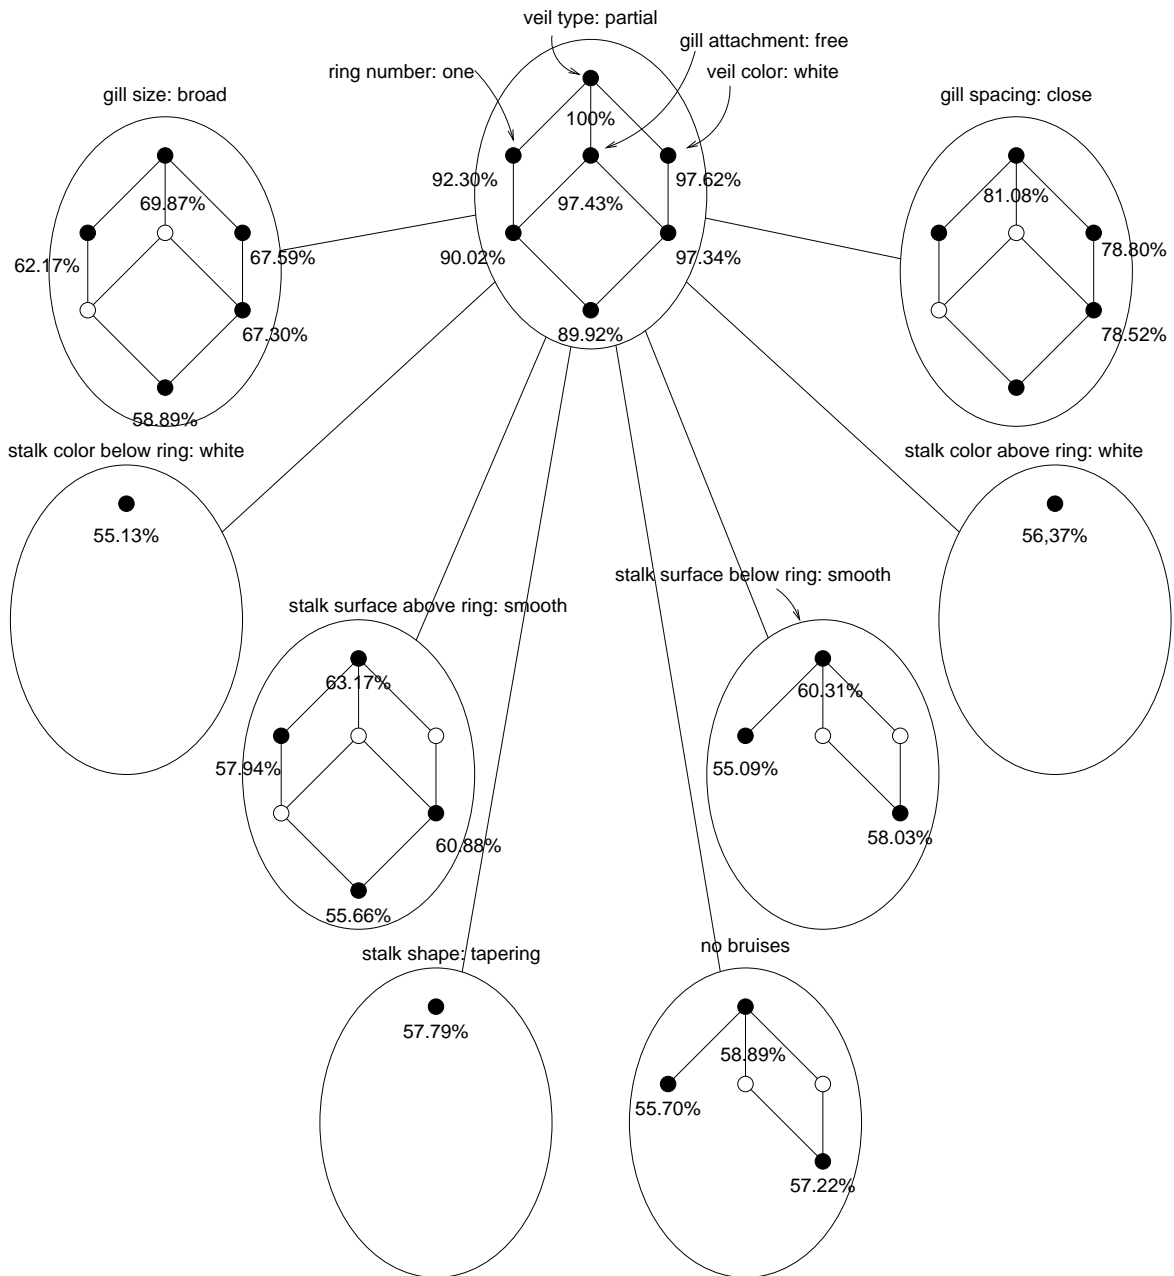 veil type: partial
gill attachment: free
ring number: one
veil color: white
gill size: broad
gill spacing: close
100%
92.30%
97.62%
97.43%
90.02%
97.34%
89.92%
69.87%
62.17%
67.59%
67.30%
58.89%
81.08%
78.80%
78.52%
stalk color below ring: white
55.13%
stalk color above ring: white
56,37%
stalk surface above ring: smooth
63.17%
57.94%
60.88%
55.66%
stalk surface below ring: smooth
60.31%
55.09%
58.03%
stalk shape: tapering
57.79%
no bruises
58.89%
55.70%
57.22%